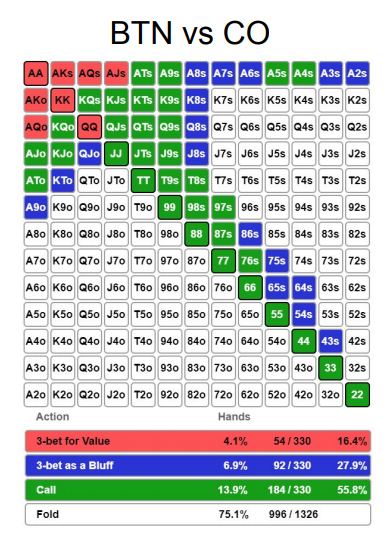 BTN vs CO
AA AKs AQs AJs ATs A9s A8s A7s A6s A5s A4s A3s A2s
AKo KK KQs KJs KTs K9s K8s K7s K6s K5s K4s K3s K2s
AQo KQo QQ QJs QTs Q9s Q8s Q7s Q6s Q5s Q4s Q3s Q2s
AJo KJo QJo JJ JTs J9s J8s J7s J6s J5s J4s J3s J2s
ATo KTo QTo JTo TT T9s T8s T7s T6s T5s T4s T3s T2s
A9o K9o Q9o J9o T9o 99 98s 97s 96s 95s 94s 93s 92s
A8o K8o Q8o J8o T8o 98o 88 87s 86s 85s 84s 83s 82s
A7o K7o Q7o J7o T7o 97o 87o 77 76s 75s 74s 73s 72s
A6o K6o Q6o J6o T6o 96o 86o 76o 66 65s 64s 63s 62s
A5o K5o Q5o J5o T5o 95o 85o 75o 65o 55 54s 53s 52s
A4o K4o Q4o J4o T4o 94o 84o 74o 64o 54o 44 43s 42s
A3o K3o Q3o J3o T3o 93o 83o 73o 63o 53o 43o 33 32s
A2o K2o Q2o J2o T2o 92o 82o 72o 62o 52o 42o 32o 22
Action Hands
3-bet for Value 4.1% 54 / 330 16.4%
3-bet as a Bluff 6.9% 92 / 330 27.9%
Call 13.9% 184 / 330 55.8%
Fold 75.1% 996 / 1326